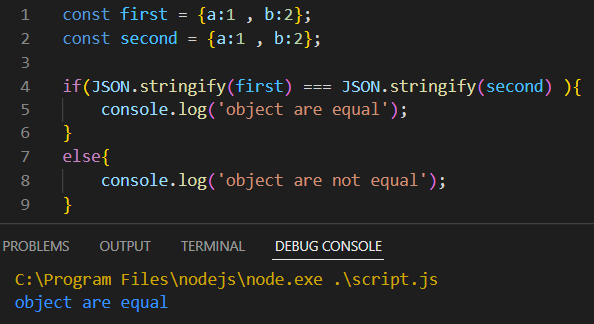 1 const first = {a:1 , b:2};
2 const second = {a:1 , b:2};
3
4 if(JSON.stringify(first) === JSON.stringify(second) ){
5     console.log('object are equal');
6 }
7 else{
8     console.log('object are not equal');
9 }
PROBLEMS OUTPUT TERMINAL DEBUG CONSOLE
C:\Program Files\nodejs\node.exe .\script.js
object are equal